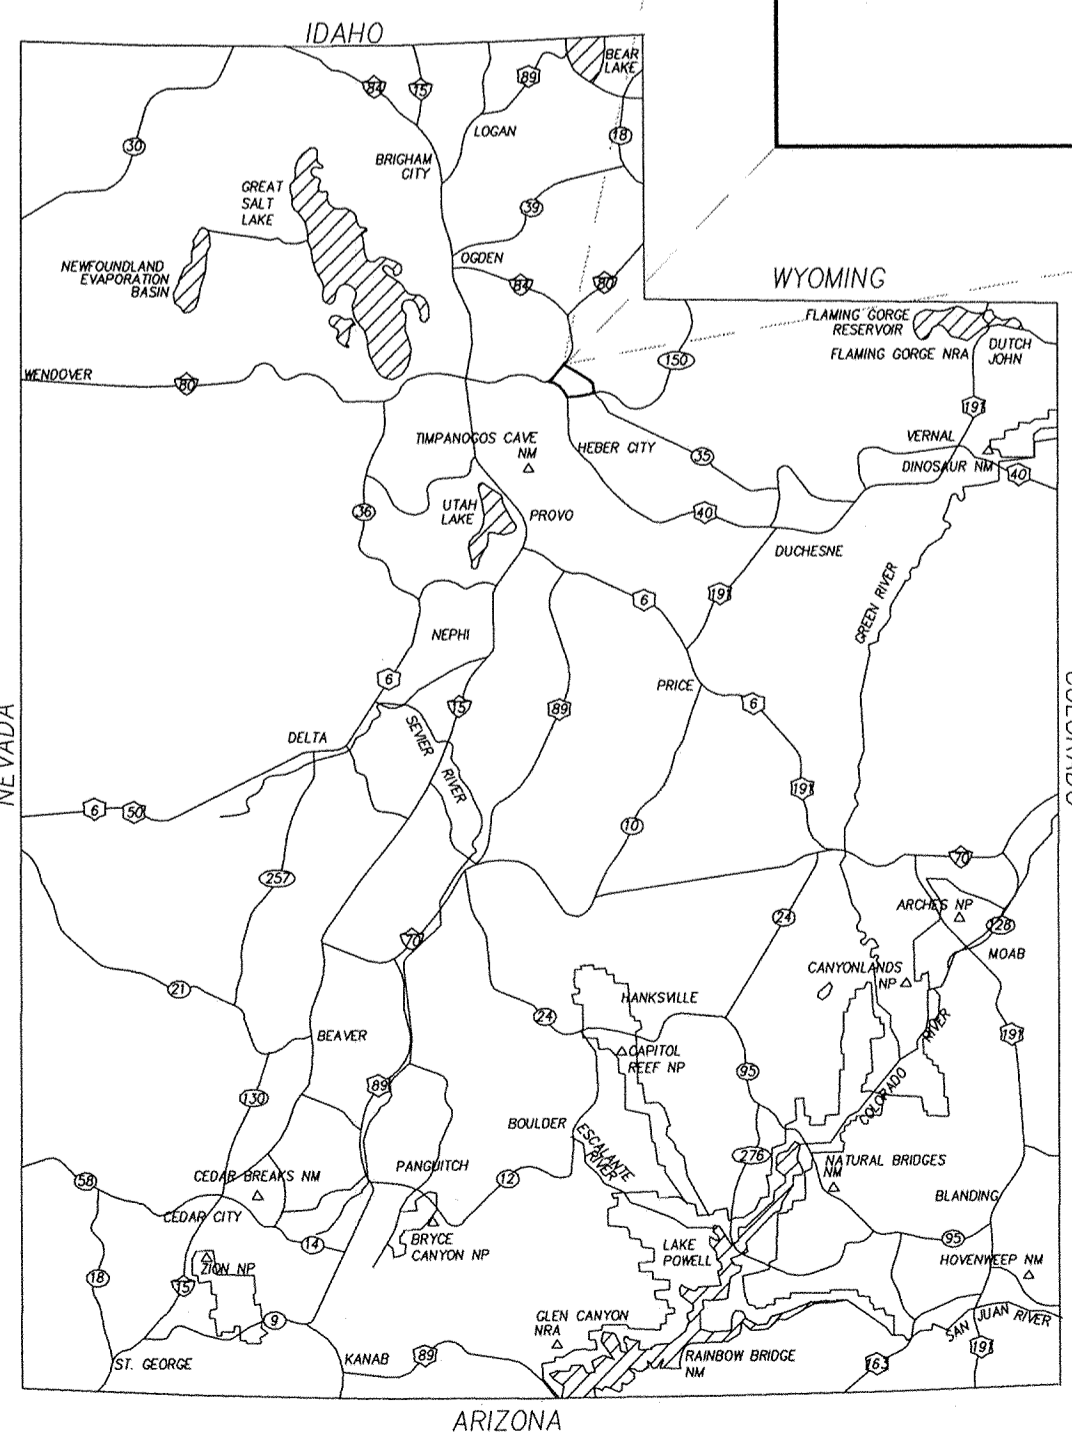 IDAHO
BEAR
LAKE
84
15
89
LOGAN
30
18
BRIGHAM
CITY
GREAT
SALT
LAKE
39
OGDEN
NEWFOUNDLAND
EVAPORATION
BASIN
84
80
WYOMING
FLAMING GORGE
RESERVOIR
DUTCH
JOHN
FLAMING GORGE NRA
150
WENDOVER
80
191
TIMPANOGOS CAVE
NM
HEBER CITY
VERNAL
35
DINOSAUR NM
40
36
UTAH
LAKE
PROVO
40
DUCHESNE
191
6
GREEN RIVER
NEPHI
6
PRICE
15
89
6
NEVADA
DELTA
SEVIER
RIVER
COLORADO
191
6
50
10
70
257
ARCHES NP
24
128
70
MOAB
CANYONLANDS
NP
21
HANKSVILLE
24
RIVER
191
BEAVER
CAPITOL
REEF NP
95
89
130
COLORADO
BOULDER
ESCALANTE
RIVER
276
NATURAL BRIDGES
NM
58
CEDAR BREAKS NM
PANGUITCH
12
BLANDING
CEDAR CITY
14
BRYCE
CANYON NP
LAKE
POWELL
95
HOVENWEEP NM
ZION NP
18
15
9
GLEN CANYON
NRA
SAN JUAN RIVER
ST. GEORGE
KANAB
89
RAINBOW BRIDGE
NM
163
191
ARIZONA